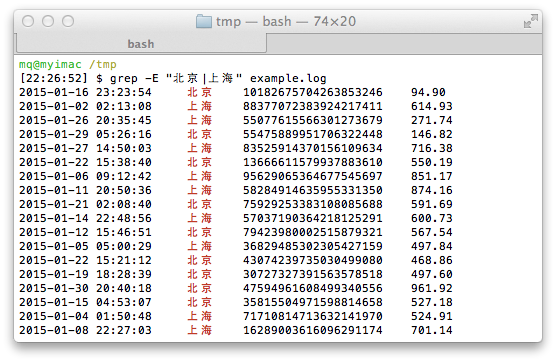 tmp — bash — 74×20
bash
mq@myimac /tmp
[22:26:52] $ grep -E "北京|上海" example.log
2015-01-16 23:23:54 北京 10182675704263853246 94.90
2015-01-02 02:13:08 上海 88377072383924217411 614.93
2015-01-26 20:35:45 上海 55077615566301273679 271.74
2015-01-29 05:26:16 北京 55475889951706322448 146.82
2015-01-27 14:50:03 上海 83525914370156109634 716.38
2015-01-22 15:38:40 北京 13666611579937883610 550.19
2015-01-06 09:12:42 上海 95629065364677545697 851.17
2015-01-11 20:50:36 上海 58284914635955331350 874.16
2015-01-21 02:08:40 北京 75929253383108085688 591.69
2015-01-14 22:48:56 上海 57037190364218125291 600.73
2015-01-12 15:46:51 北京 79423980002515879321 567.54
2015-01-05 05:00:29 上海 36829485302305427159 497.84
2015-01-22 15:21:12 北京 43074239735030499080 468.86
2015-01-19 18:28:39 北京 30727327391563578518 497.60
2015-01-30 20:40:18 北京 47594961608499340556 961.92
2015-01-15 04:53:07 北京 35815504971598814658 527.18
2015-01-04 01:50:48 上海 71710814713632141970 524.91
2015-01-08 22:27:03 北京 16289003616096291174 701.14